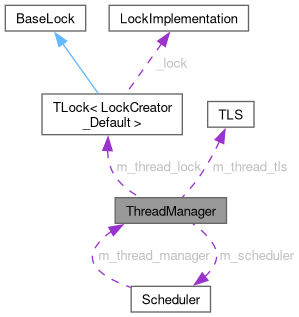 BaseLock
LockImplementation
_lock
TLock< LockCreator
_Default >
TLS
m_thread_lock
m_thread_tls
ThreadManager
m_thread_manager
m_scheduler
Scheduler